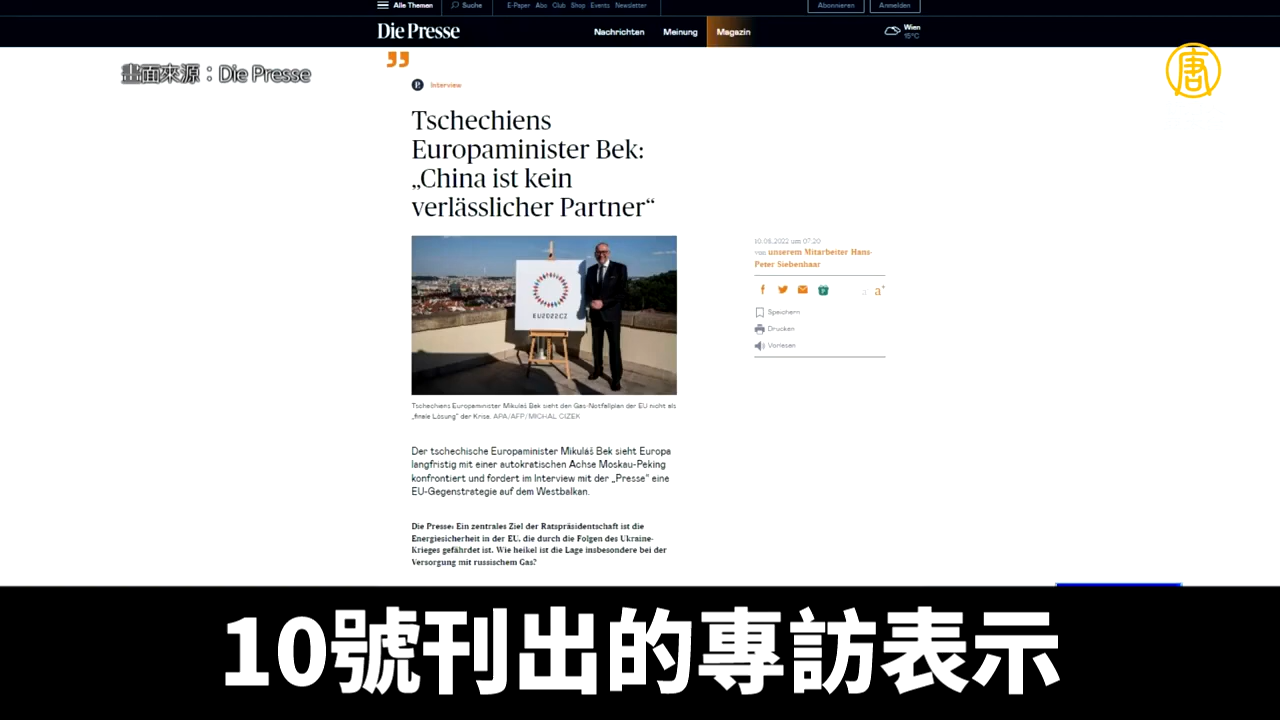 Alle Themen
Suche
E-Paper Abo Club Shop Events Newsletter
Abonnieren
Anmelden
Die Presse
Nachrichten
Meinung
Magazin
Wien
15°C
畫面來源：Die Presse
唐
Interview
Tschechiens
Europaminister Bek:
„China ist kein
verlässlicher Partner“
EU2022.CZ
10.08.2022 um 07:20
von unserem Mitarbeiter Hans-
Peter Siebenhaar
Speichern
Drucken
Vorlesen
Tschechiens Europaminister Mikuláš Bek sieht den Gas-Notfallplan der EU nicht als
„finale Lösung“ der Krise. APA/AFP/MICHAL CIZEK
Der tschechische Europaminister Mikuláš Bek sieht Europa
langfristig mit einer autokratischen Achse Moskau-Peking
konfrontiert und fordert im Interview mit der „Presse“ eine
EU-Gegenstrategie auf dem Westbalkan.
Die Presse: Ein zentrales Ziel der Ratspräsidentschaft ist die
Energiesicherheit in der EU, die durch die Folgen des Ukraine-
Krieges gefährdet ist. Wie heikel ist die Lage insbesondere bei der
Versorgung mit russischem Gas?
10號刊出的專訪表示